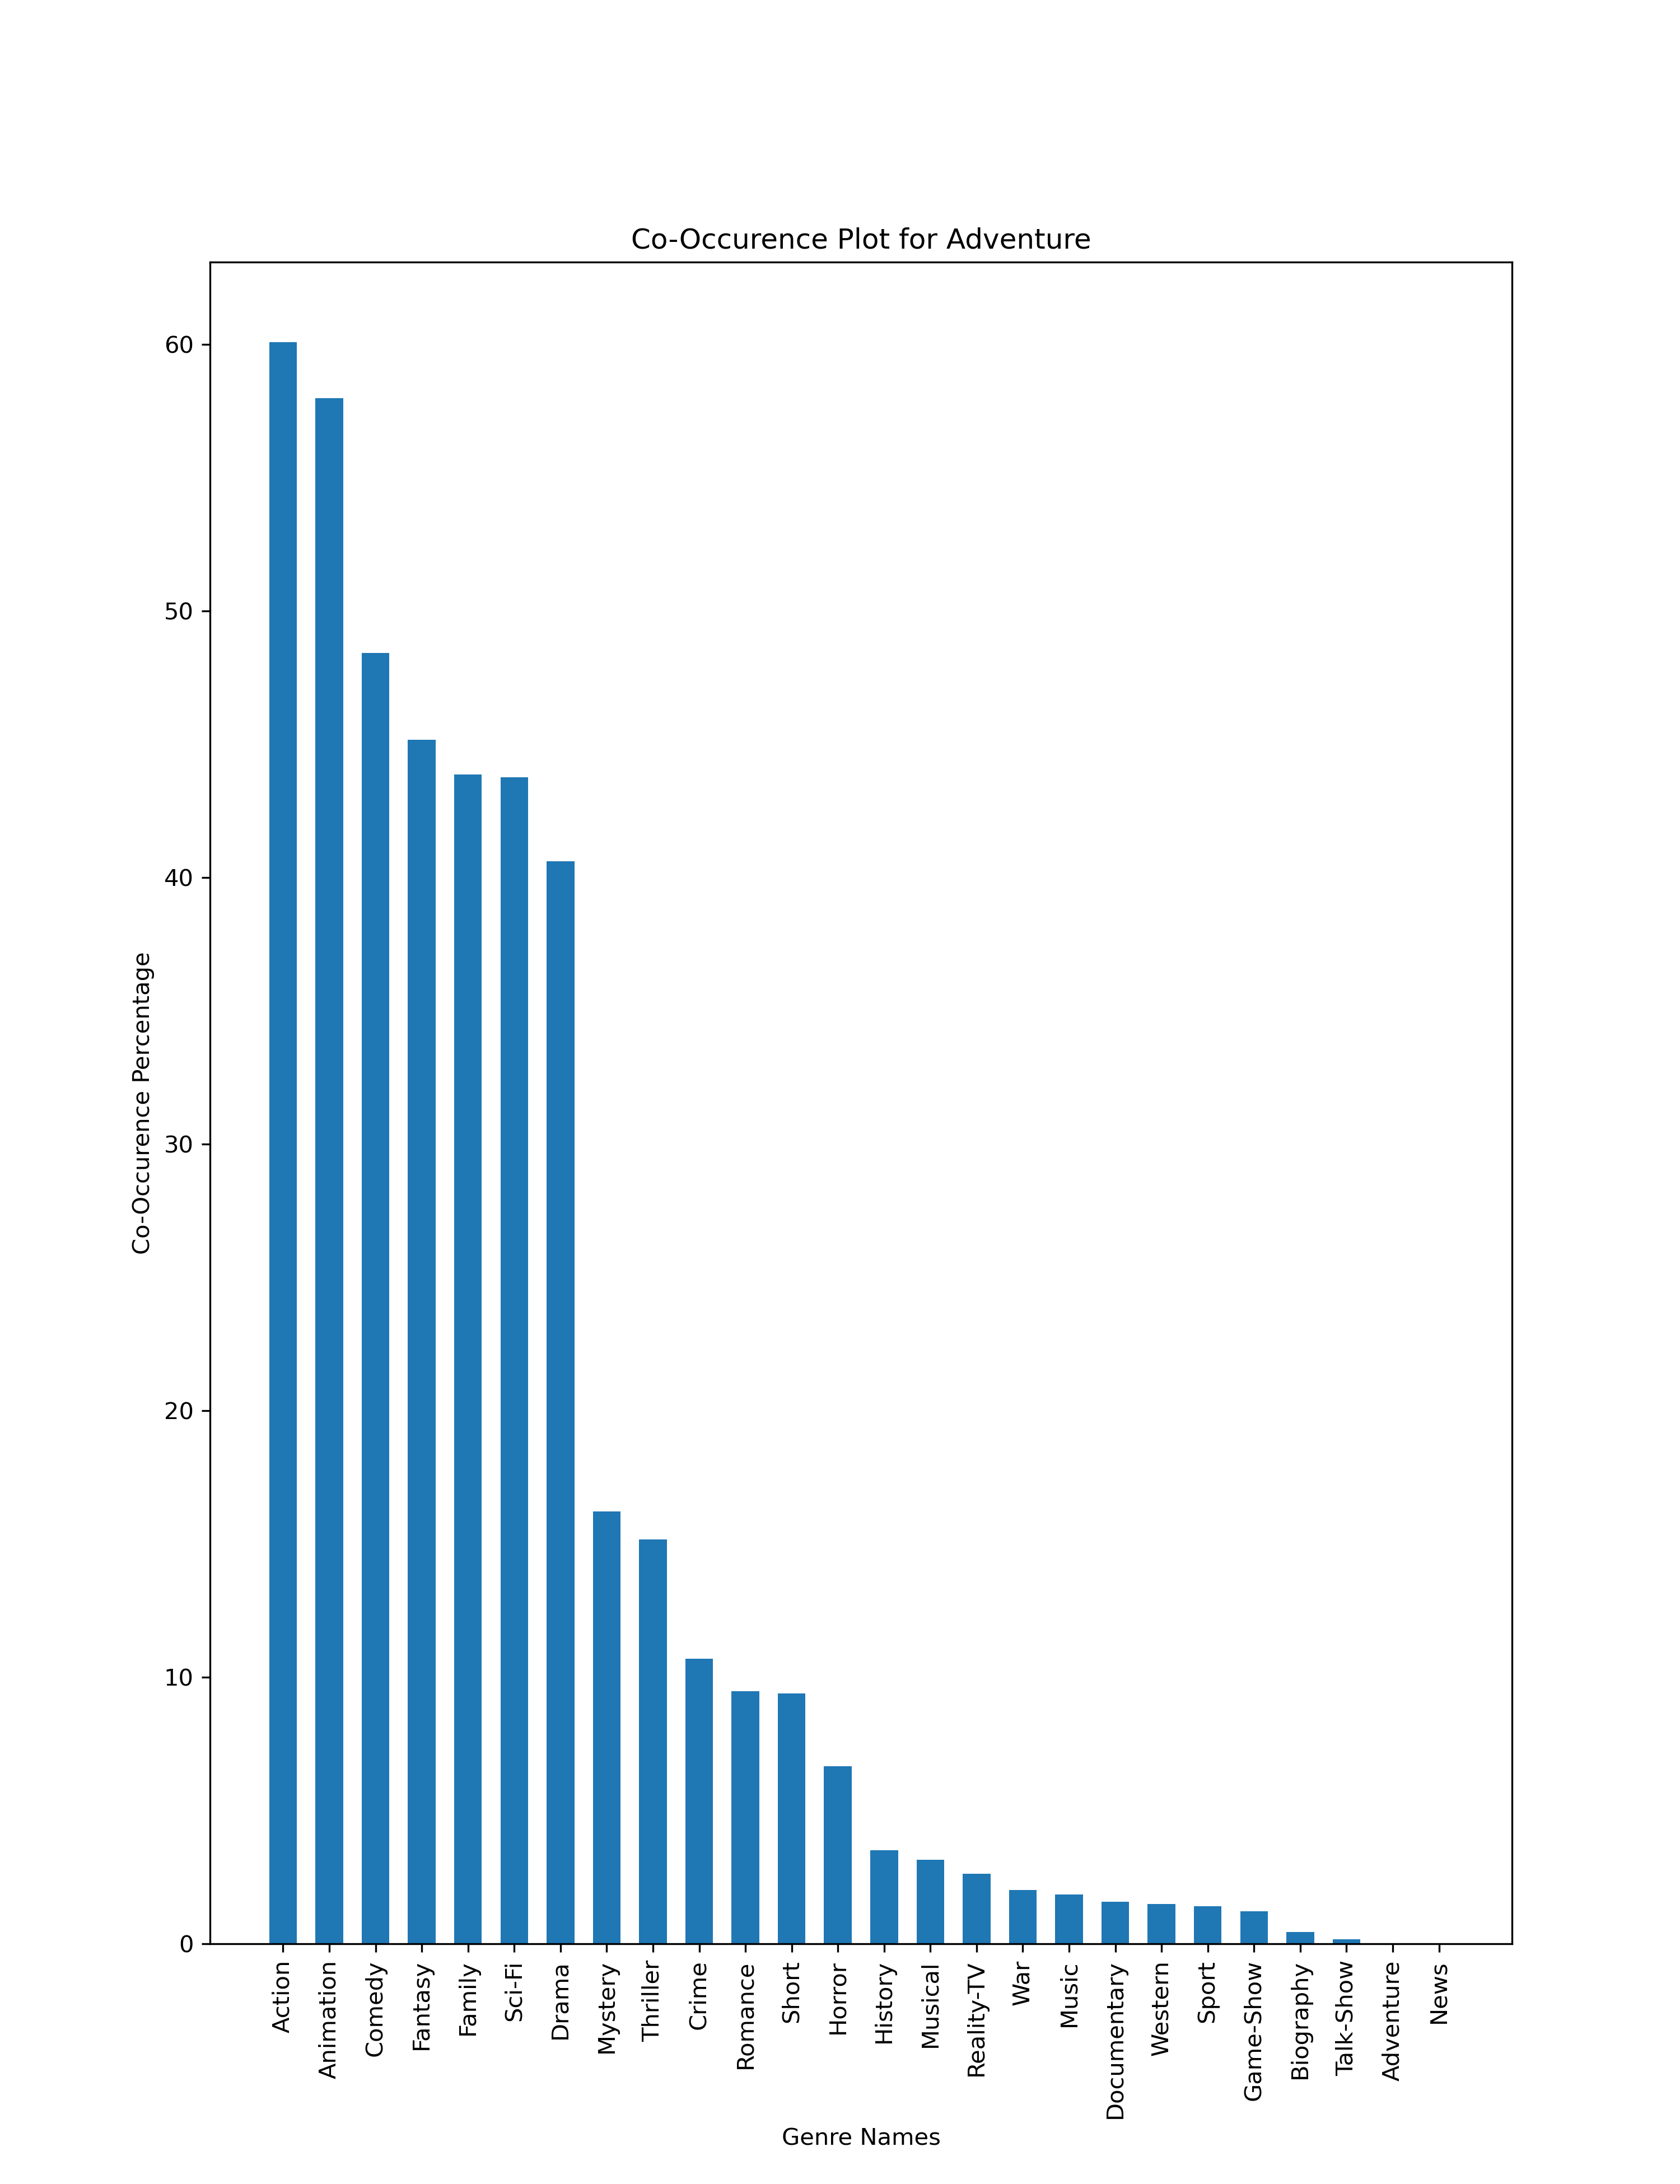 Co-Occurence Plot for Adventure
60
50
40
30
20
10
0
Co-Occurence Percentage
Action
Animation
Comedy
Fantasy
Family
Sci-Fi
Drama
Mystery
Thriller
Crime
Romance
Short
Horror
History
Musical
Reality-TV
War
Music
Documentary
Western
Sport
Game-Show
Biography
Talk-Show
Adventure
News
Genre Names